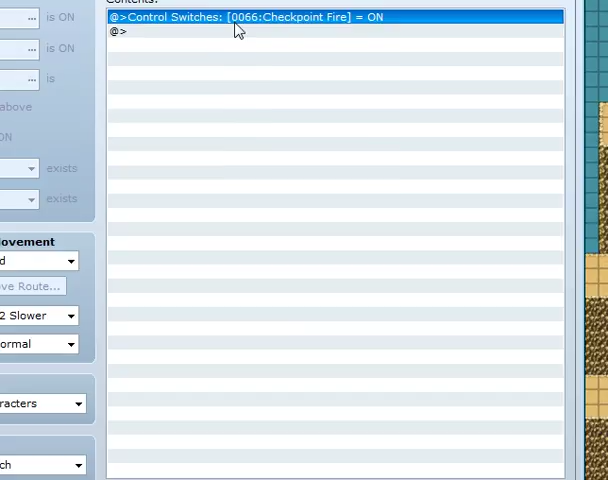 Contents:
@>Control Switches: [0066:Checkpoint Fire] = ON
@>
... is ON
... is ON
... is
above
ON
exists
exists
Movement
d
ve Route...
2 Slower
ormal
racters
ch